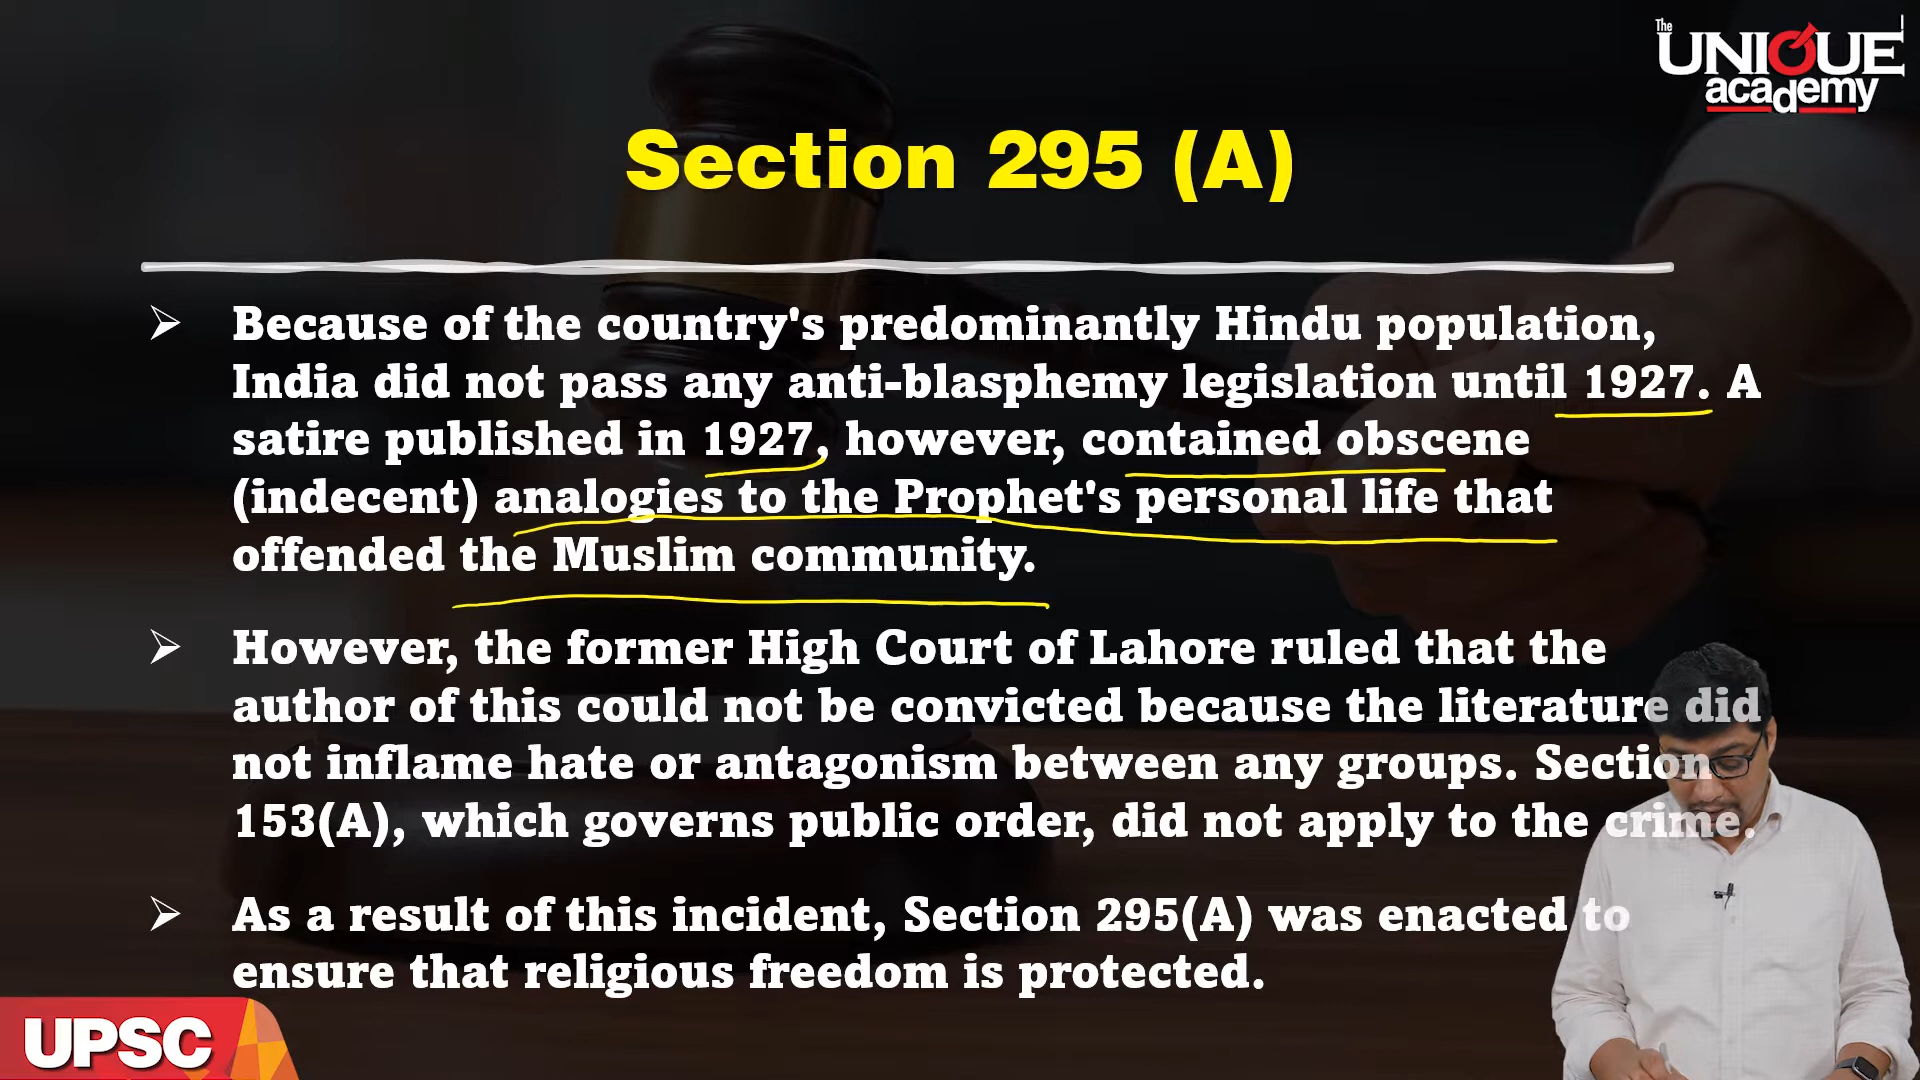 The
UNIQUE
academy
Section 295 (A)
Because of the country's predominantly Hindu population,
India did not pass any anti-blasphemy legislation until 1927. A
satire published in 1927, however, contained obscene
(indecent) analogies to the Prophet's personal life that
offended the Muslim community.
However, the former High Court of Lahore ruled that the
author of this could not be convicted because the literature did
not inflame hate or antagonism between any groups. Section
153(A), which governs public order, did not apply to the crime.
As a result of this incident, Section 295(A) was enacted to
ensure that religious freedom is protected.
UPSC